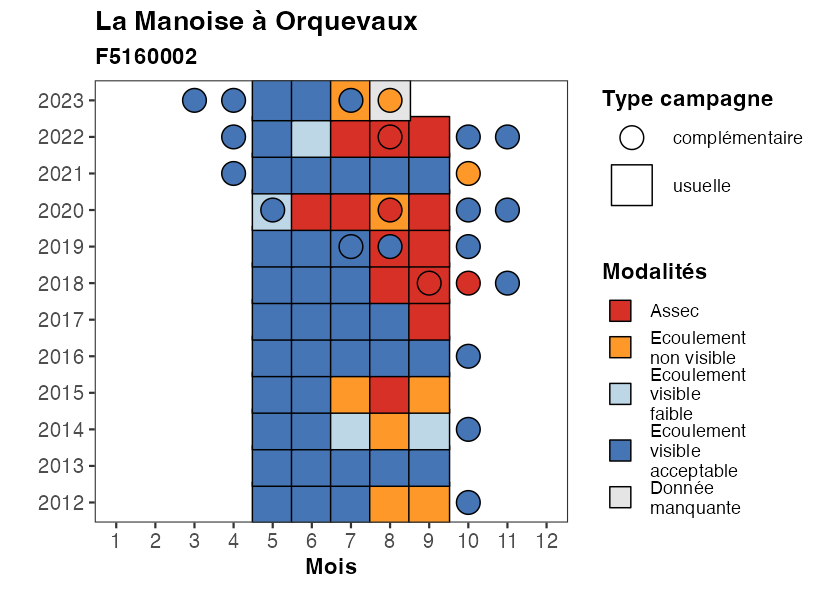 La Manoise à Orquevaux
F5160002
2023
2022
2021
2020
2019
2018
2017
2016
2015
2014
2013
2012
1 2 3 4 5 6 7 8 9 10 11 12
Mois
Type campagne
complémentaire
usuelle
Modalités
Assec
Ecoulement
non visible
Ecoulement
visible
faible
Ecoulement
visible
acceptable
Donnée
manquante